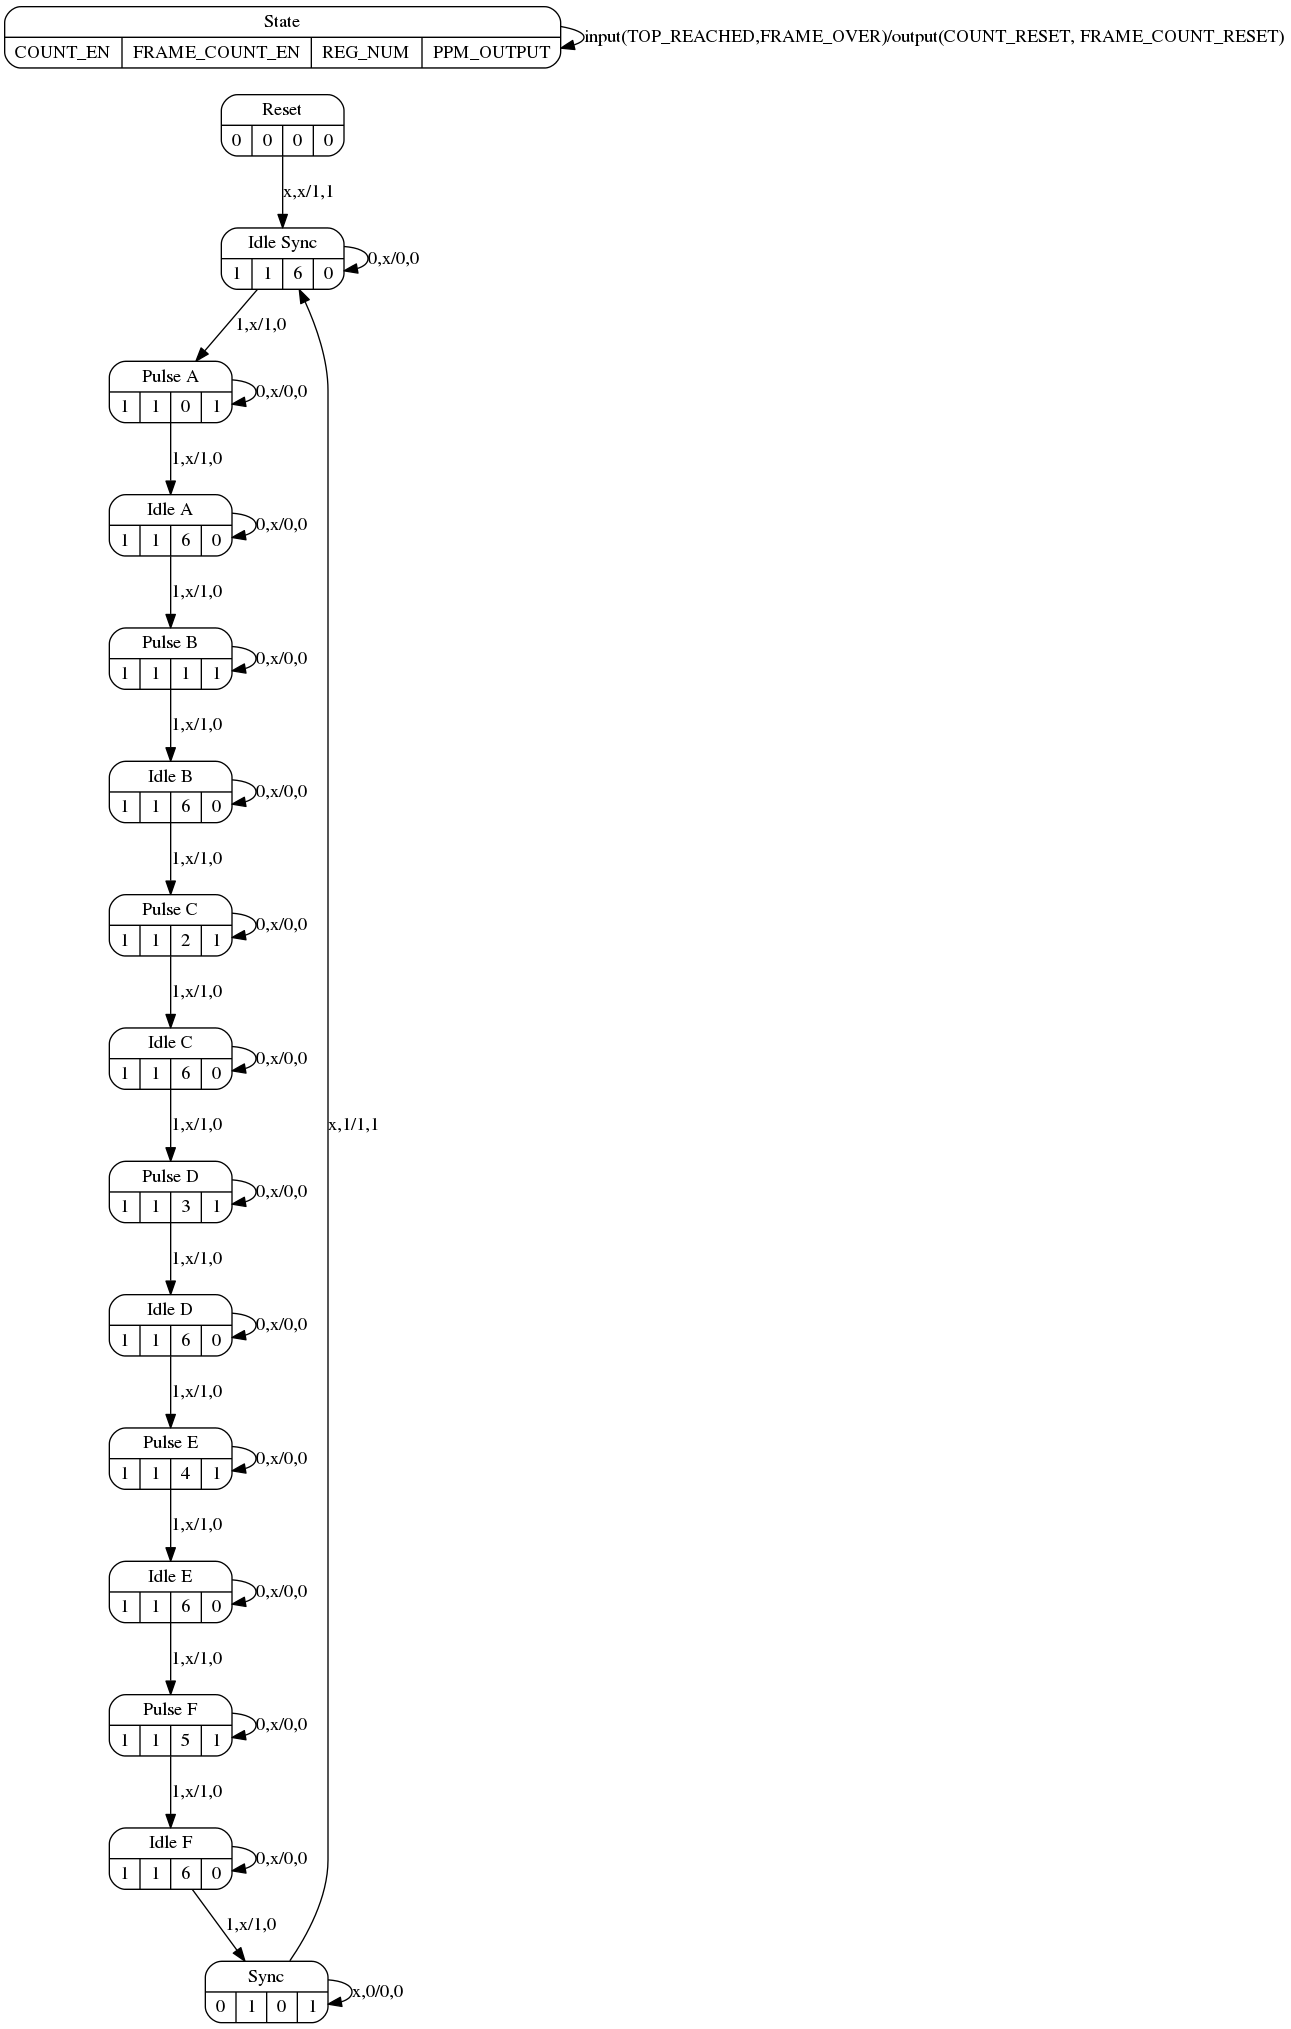 State
COUNT_EN FRAME_COUNT_EN REG_NUM PPM_OUTPUT
input(TOP_REACHED,FRAME_OVER)/output(COUNT_RESET, FRAME_COUNT_RESET)
Reset
0 0 0 0
x,x/1,1
Idle Sync
1 1 6 0
0,x/0,0
1,x/1,0
Pulse A
1 1 0 1
0,x/0,0
1,x/1,0
Idle A
1 1 6 0
0,x/0,0
1,x/1,0
Pulse B
1 1 1 1
0,x/0,0
1,x/1,0
Idle B
1 1 6 0
0,x/0,0
1,x/1,0
Pulse C
1 1 2 1
0,x/0,0
1,x/1,0
Idle C
1 1 6 0
0,x/0,0
1,x/1,0
x,1/1,1
Pulse D
1 1 3 1
0,x/0,0
1,x/1,0
Idle D
1 1 6 0
0,x/0,0
1,x/1,0
Pulse E
1 1 4 1
0,x/0,0
1,x/1,0
Idle E
1 1 6 0
0,x/0,0
1,x/1,0
Pulse F
1 1 5 1
0,x/0,0
1,x/1,0
Idle F
1 1 6 0
0,x/0,0
1,x/1,0
Sync
0 1 0 1
x,0/0,0